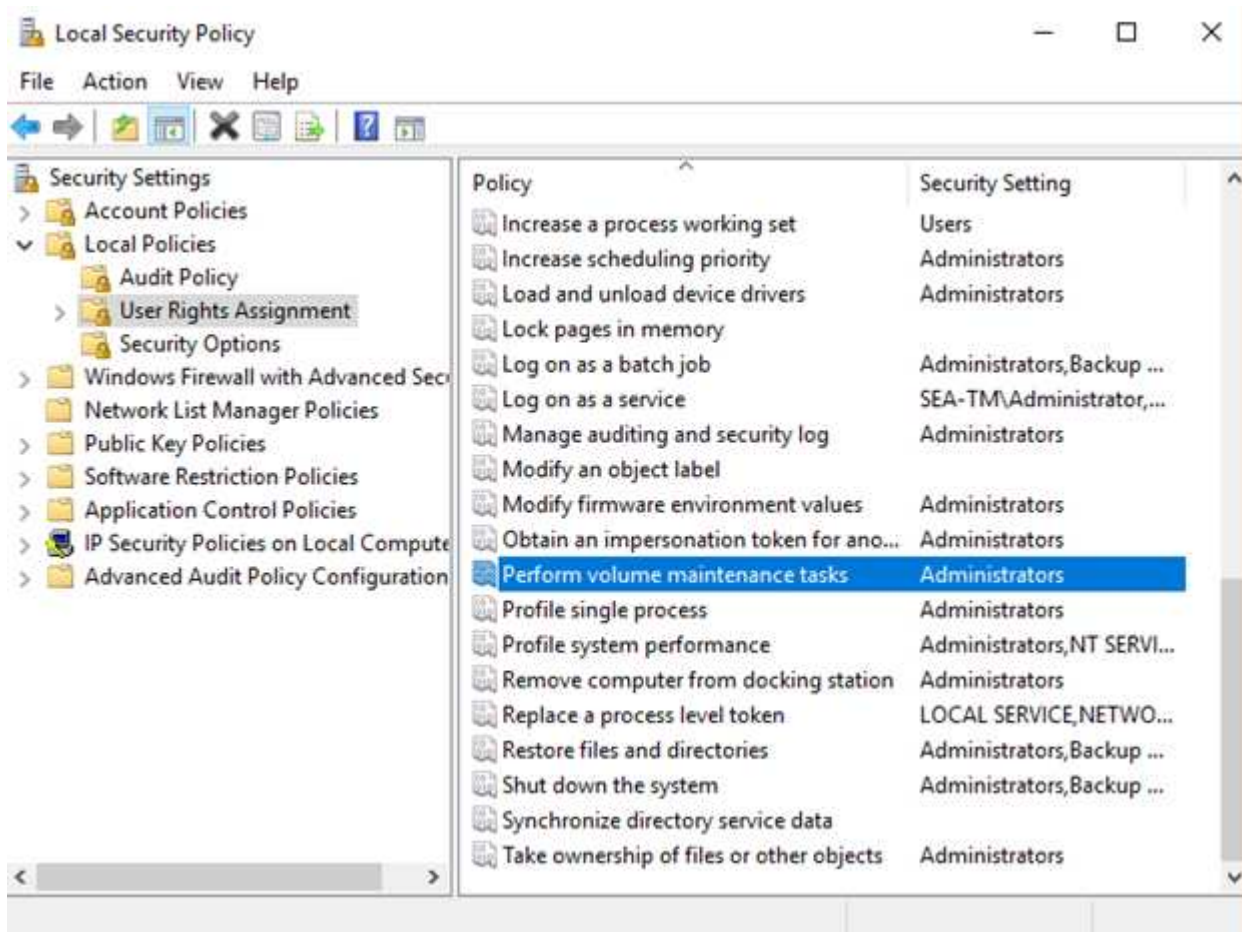 Local Security Policy
File Action View Help
Security Settings
Account Policies
Local Policies
Audit Policy
User Rights Assignment
Security Options
Windows Firewall with Advanced Secu
Network List Manager Policies
Public Key Policies
Software Restriction Policies
Application Control Policies
IP Security Policies on Local Compute
Advanced Audit Policy Configuration
Policy Security Setting
Increase a process working set Users
Increase scheduling priority Administrators
Load and unload device drivers Administrators
Lock pages in memory
Log on as a batch job Administrators,Backup ...
Log on as a service SEA-TM\Administrator,...
Manage auditing and security log Administrators
Modify an object label
Modify firmware environment values Administrators
Obtain an impersonation token for ano... Administrators
Perform volume maintenance tasks Administrators
Profile single process Administrators
Profile system performance Administrators,NT SERVI...
Remove computer from docking station Administrators
Replace a process level token LOCAL SERVICE,NETWO...
Restore files and directories Administrators,Backup ...
Shut down the system Administrators,Backup ...
Synchronize directory service data
Take ownership of files or other objects Administrators